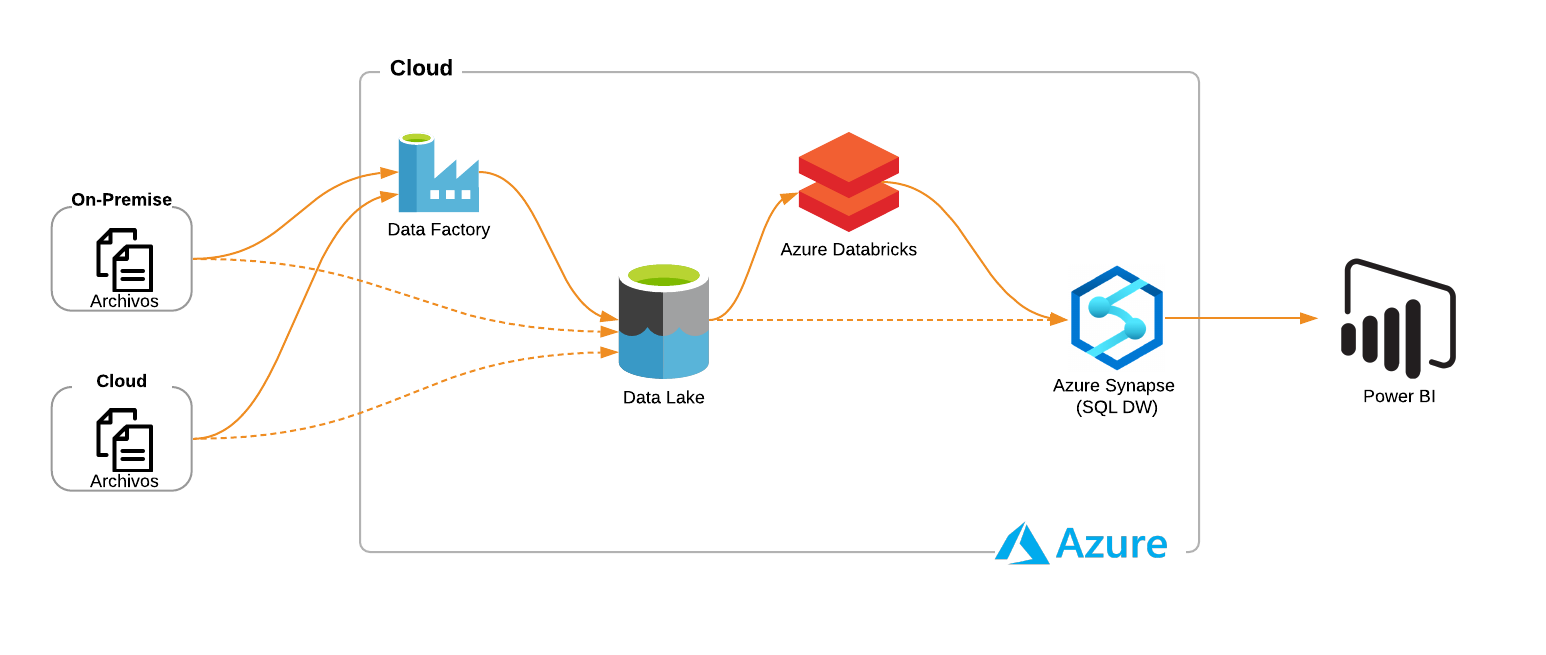 Cloud
On-Premise
Archivos
Cloud
Archivos
Data Factory
Data Lake
Azure Databricks
Azure Synapse
(SQL DW)
Power BI
Azure